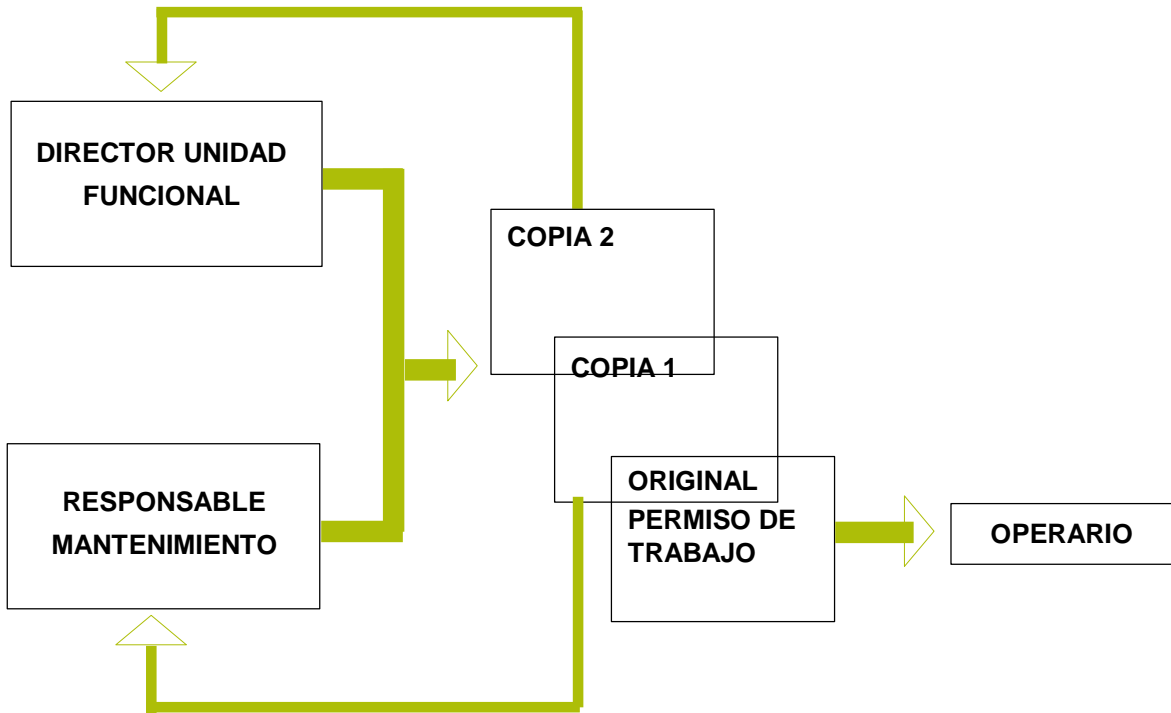 DIRECTOR UNIDAD
FUNCIONAL
COPIA 2
COPIA 1
RESPONSABLE
MANTENIMIENTO
ORIGINAL
PERMISO DE
TRABAJO
OPERARIO